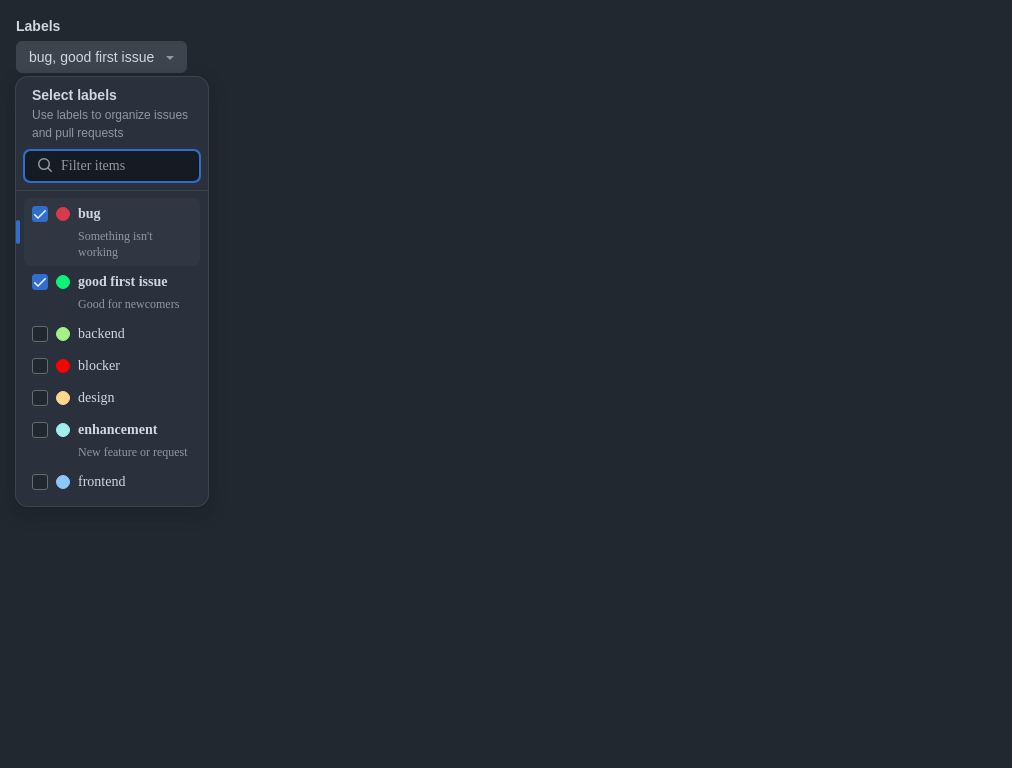 Labels
bug, good first issue
Select labels
Use labels to organize issues
and pull requests
Filter items
bug
Something isn't
working
good first issue
Good for newcomers
backend
blocker
design
enhancement
New feature or request
frontend